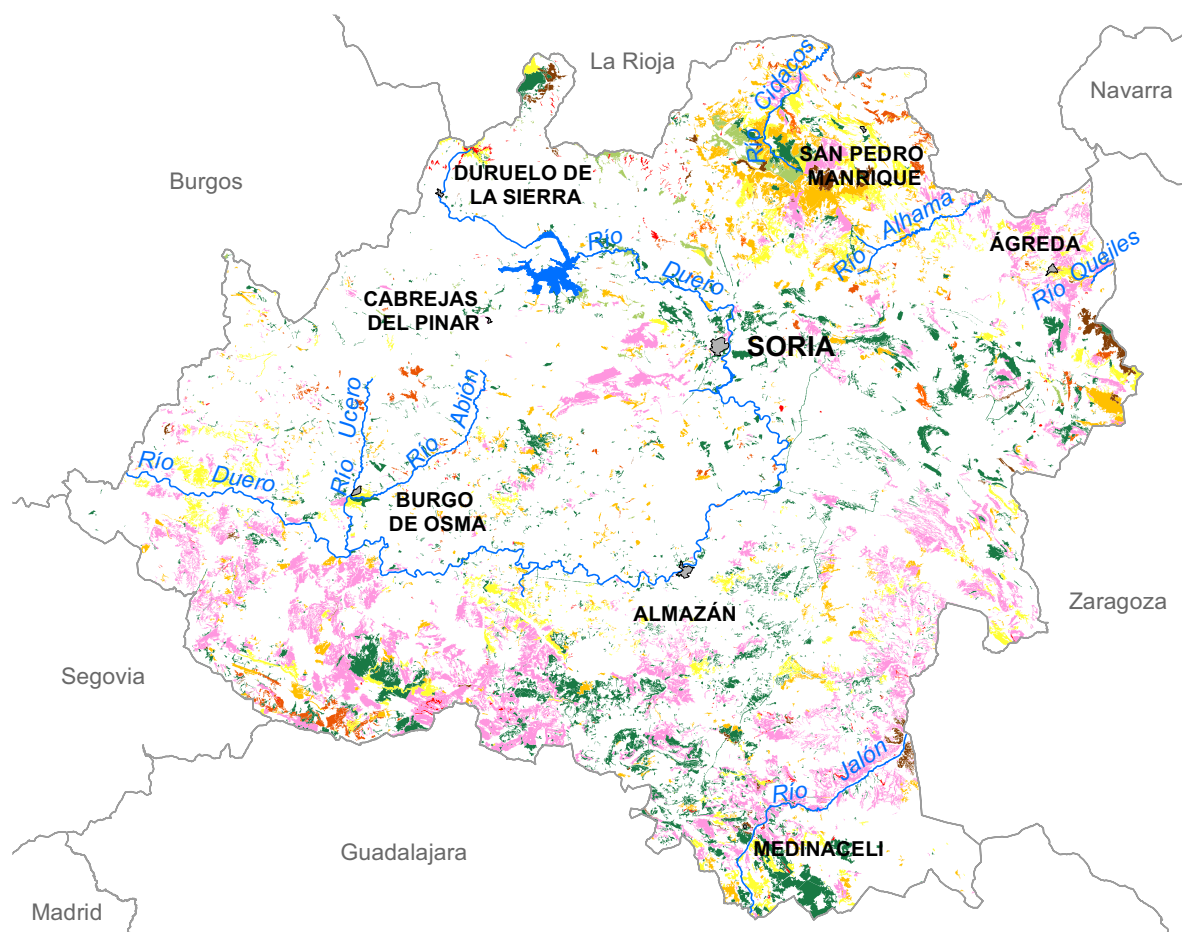 La Rioja
Navarra
Río Cidacos
SAN PEDRO
MANRIQUE
DURUELO DE
LA SIERRA
Burgos
Río Alhama
ÁGREDA
Río Queiles
Río Duero
CABREJAS
DEL PINAR
SORIA
Río Ucero
Río Abión
Río Duero
BURGO
DE OSMA
ALMAZÁN
Zaragoza
Segovia
Río Jalón
MEDINACELI
Guadalajara
Madrid